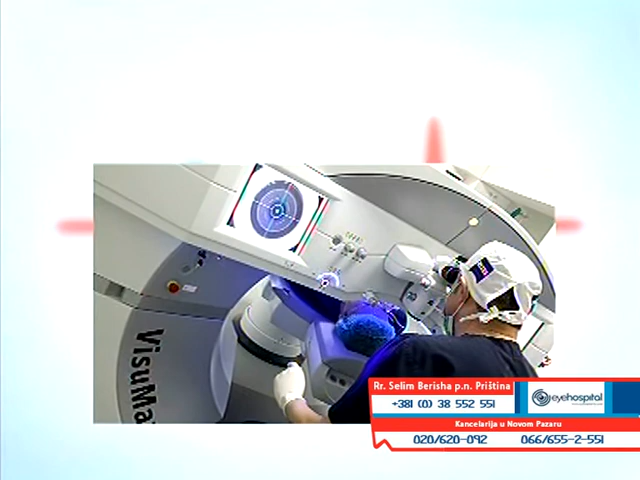 VisuMa
Rr. Selim Berisha p.n. Priština
+381 (0) 38 552 551
eyehospital
Kancelarija u Novom Pazaru
020/620-092 066/655-2-551